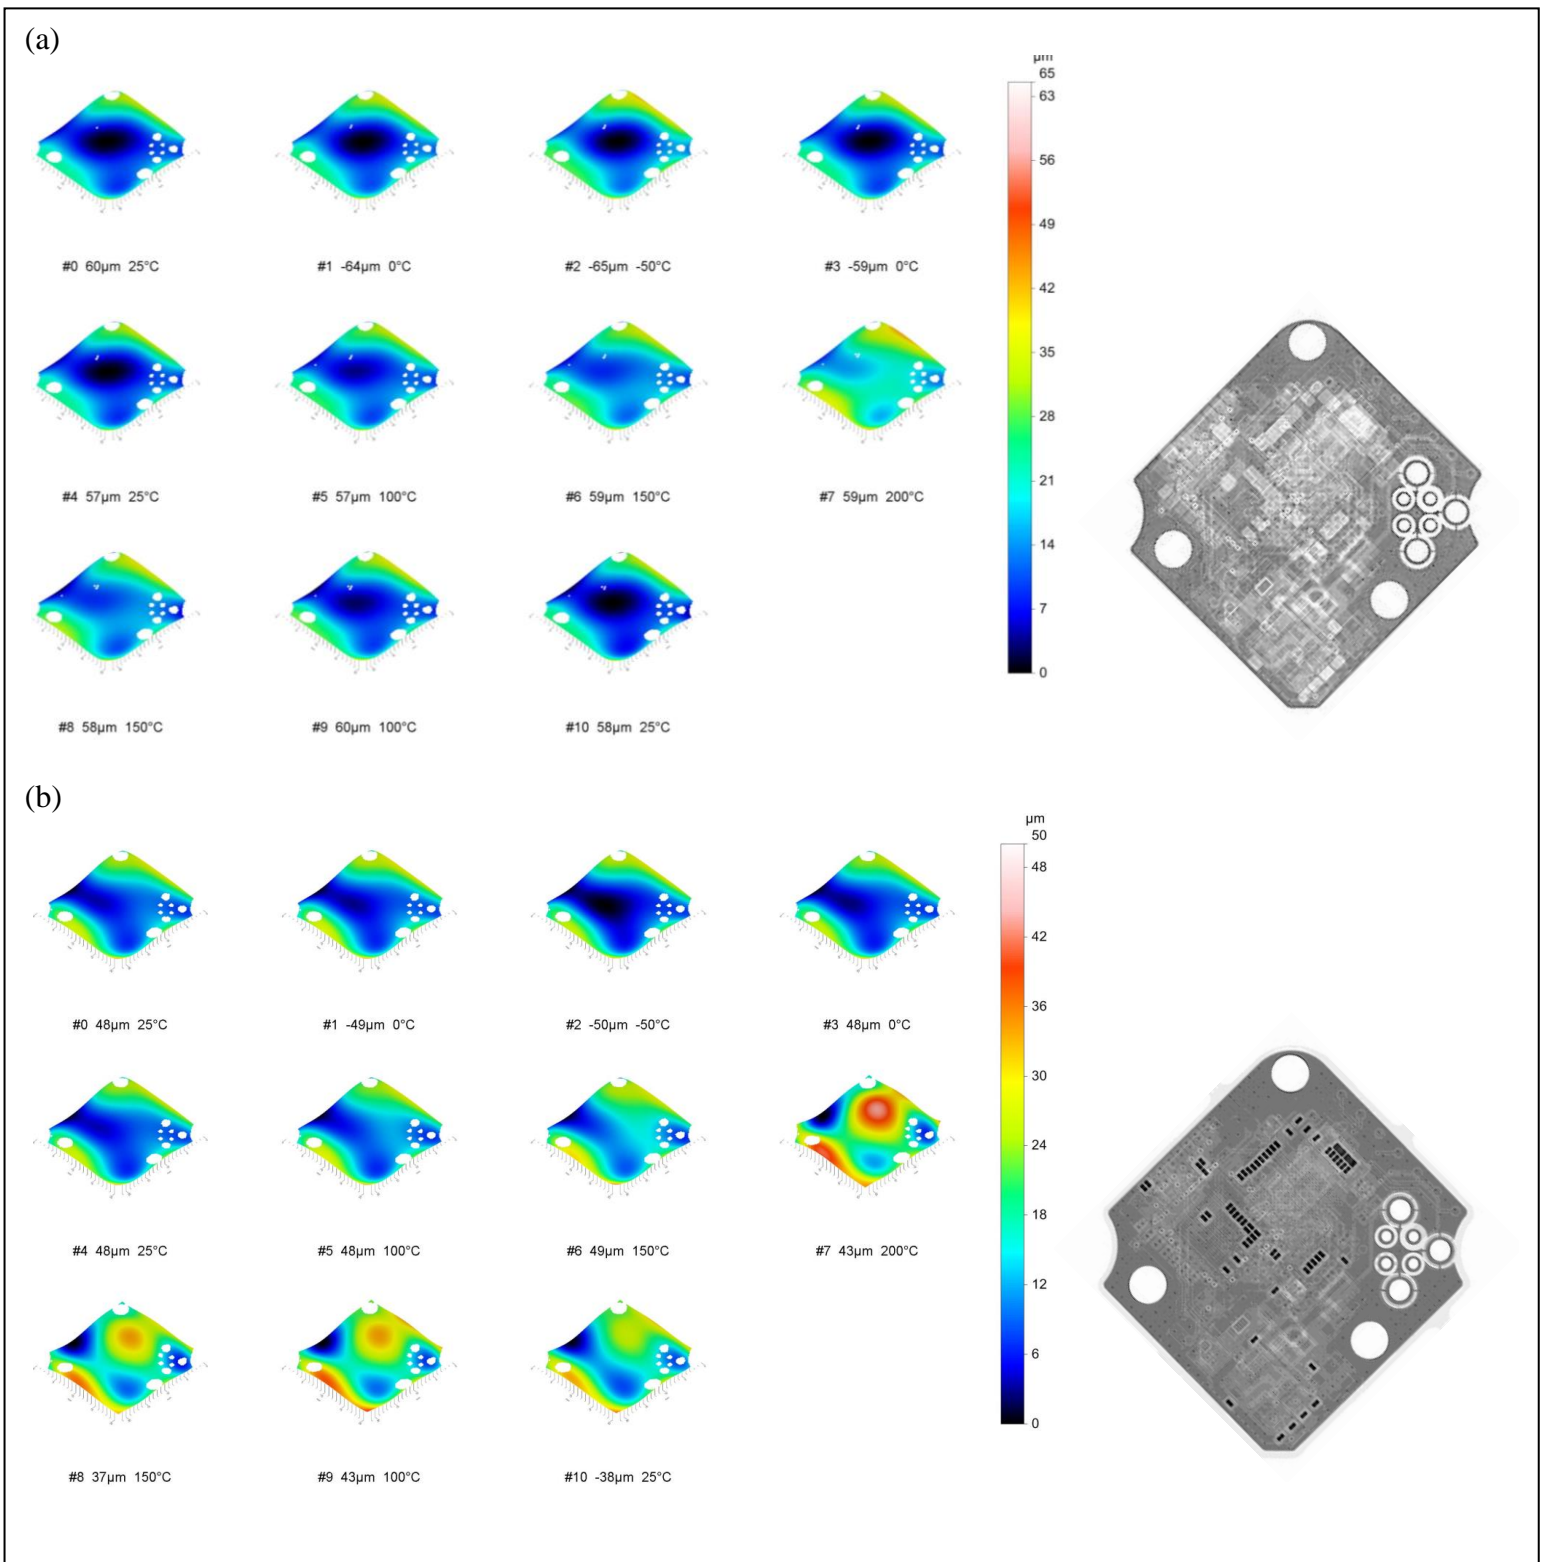 (a)
µm
65
63
56
49
42
35
28
21
14
7
0
#0 60µm 25°C
#1 -64µm 0°C
#2 -65µm -50°C
#3 -59µm 0°C
#4 57µm 25°C
#5 57µm 100°C
#6 59µm 150°C
#7 59µm 200°C
#8 58µm 150°C
#9 60µm 100°C
#10 58µm 25°C
(b)
µm
50
48
42
36
30
24
18
12
6
0
#0 48µm 25°C
#1 -49µm 0°C
#2 -50µm -50°C
#3 48µm 0°C
#4 48µm 25°C
#5 48µm 100°C
#6 49µm 150°C
#7 43µm 200°C
#8 37µm 150°C
#9 43µm 100°C
#10 -38µm 25°C